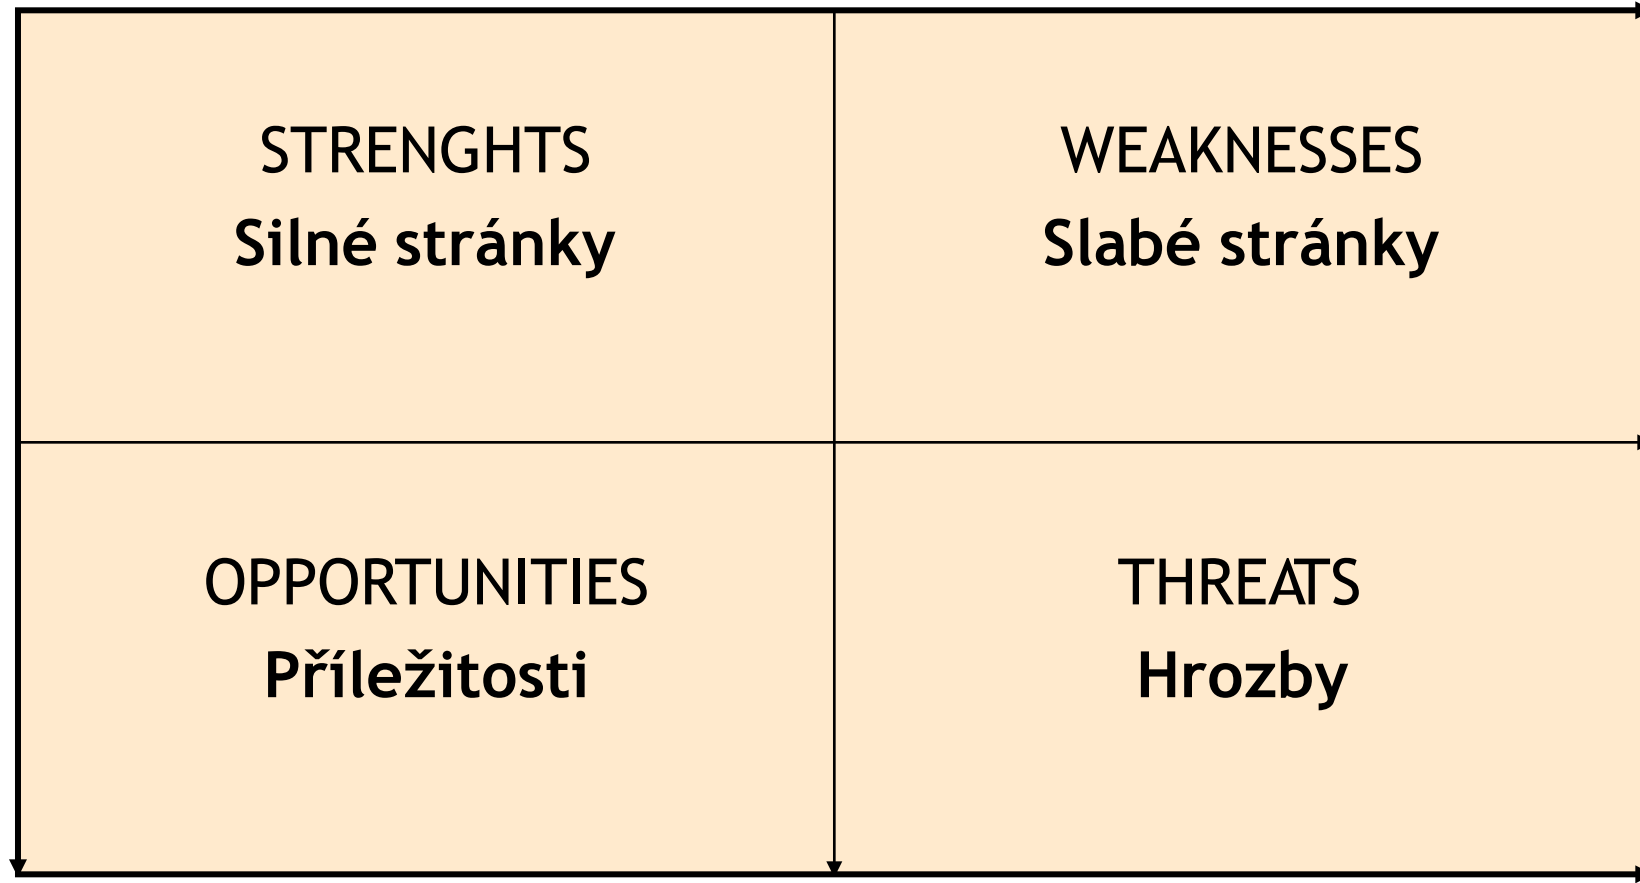 STRENGHTS
Silné stránky
WEAKNESSES
Slabé stránky
OPPORTUNITIES
Příležitosti
THREATS
Hrozby